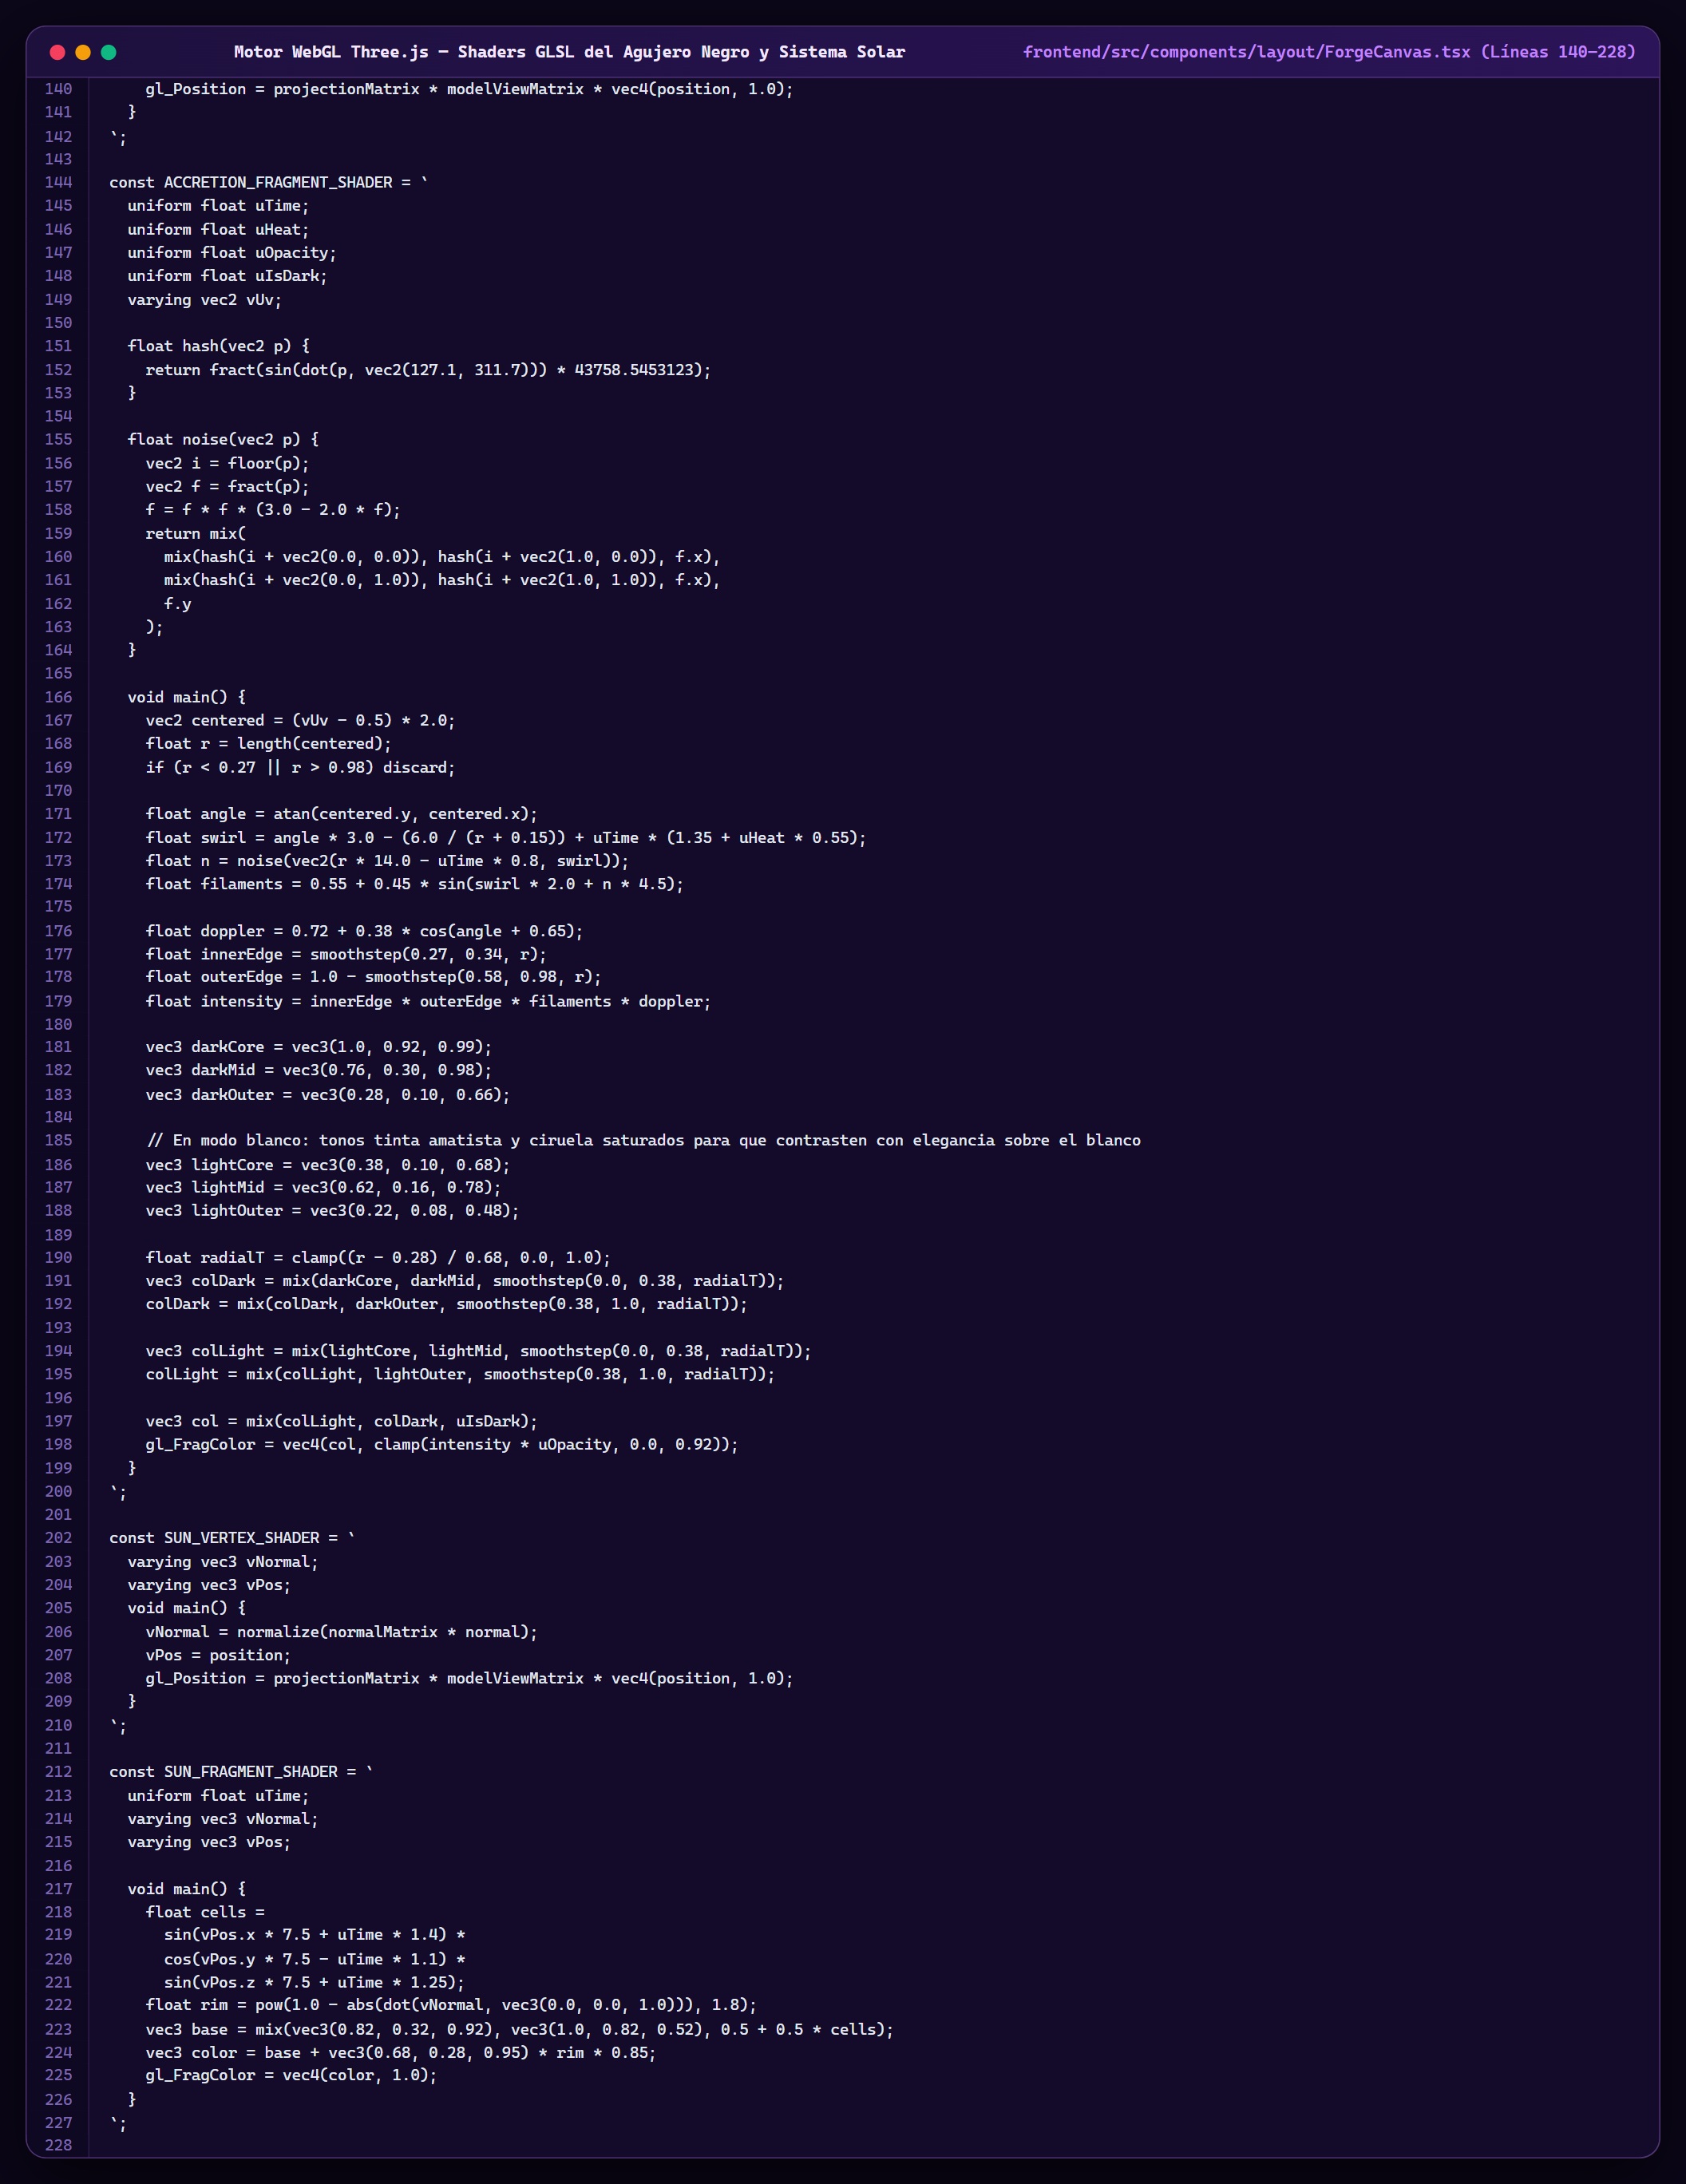 Motor WebGL Three.js — Shaders GLSL del Agujero Negro y Sistema Solar
frontend/src/components/layout/ForgeCanvas.tsx (Líneas 140–228)
140     gl_Position = projectionMatrix * modelViewMatrix * vec4(position, 1.0);
141   }
142 `;
143
144 const ACCRETION_FRAGMENT_SHADER = `
145   uniform float uTime;
146   uniform float uHeat;
147   uniform float uOpacity;
148   uniform float uIsDark;
149   varying vec2 vUv;
150
151   float hash(vec2 p) {
152     return fract(sin(dot(p, vec2(127.1, 311.7))) * 43758.5453123);
153   }
154
155   float noise(vec2 p) {
156     vec2 i = floor(p);
157     vec2 f = fract(p);
158     f = f * f * (3.0 - 2.0 * f);
159     return mix(
160       mix(hash(i + vec2(0.0, 0.0)), hash(i + vec2(1.0, 0.0)), f.x),
161       mix(hash(i + vec2(0.0, 1.0)), hash(i + vec2(1.0, 1.0)), f.x),
162       f.y
163     );
164   }
165
166   void main() {
167     vec2 centered = (vUv - 0.5) * 2.0;
168     float r = length(centered);
169     if (r < 0.27 || r > 0.98) discard;
170
171     float angle = atan(centered.y, centered.x);
172     float swirl = angle * 3.0 - (6.0 / (r + 0.15)) + uTime * (1.35 + uHeat * 0.55);
173     float n = noise(vec2(r * 14.0 - uTime * 0.8, swirl));
174     float filaments = 0.55 + 0.45 * sin(swirl * 2.0 + n * 4.5);
175
176     float doppler = 0.72 + 0.38 * cos(angle + 0.65);
177     float innerEdge = smoothstep(0.27, 0.34, r);
178     float outerEdge = 1.0 - smoothstep(0.58, 0.98, r);
179     float intensity = innerEdge * outerEdge * filaments * doppler;
180
181     vec3 darkCore = vec3(1.0, 0.92, 0.99);
182     vec3 darkMid = vec3(0.76, 0.30, 0.98);
183     vec3 darkOuter = vec3(0.28, 0.10, 0.66);
184
185     // En modo blanco: tonos tinta amatista y ciruela saturados para que contrasten con elegancia sobre el blanco
186     vec3 lightCore = vec3(0.38, 0.10, 0.68);
187     vec3 lightMid = vec3(0.62, 0.16, 0.78);
188     vec3 lightOuter = vec3(0.22, 0.08, 0.48);
189
190     float radialT = clamp((r - 0.28) / 0.68, 0.0, 1.0);
191     vec3 colDark = mix(darkCore, darkMid, smoothstep(0.0, 0.38, radialT));
192     colDark = mix(colDark, darkOuter, smoothstep(0.38, 1.0, radialT));
193
194     vec3 colLight = mix(lightCore, lightMid, smoothstep(0.0, 0.38, radialT));
195     colLight = mix(colLight, lightOuter, smoothstep(0.38, 1.0, radialT));
196
197     vec3 col = mix(colLight, colDark, uIsDark);
198     gl_FragColor = vec4(col, clamp(intensity * uOpacity, 0.0, 0.92));
199   }
200 `;
201
202 const SUN_VERTEX_SHADER = `
203   varying vec3 vNormal;
204   varying vec3 vPos;
205   void main() {
206     vNormal = normalize(normalMatrix * normal);
207     vPos = position;
208     gl_Position = projectionMatrix * modelViewMatrix * vec4(position, 1.0);
209   }
210 `;
211
212 const SUN_FRAGMENT_SHADER = `
213   uniform float uTime;
214   varying vec3 vNormal;
215   varying vec3 vPos;
216
217   void main() {
218     float cells =
219       sin(vPos.x * 7.5 + uTime * 1.4) *
220       cos(vPos.y * 7.5 - uTime * 1.1) *
221       sin(vPos.z * 7.5 + uTime * 1.25);
222     float rim = pow(1.0 - abs(dot(vNormal, vec3(0.0, 0.0, 1.0))), 1.8);
223     vec3 base = mix(vec3(0.82, 0.32, 0.92), vec3(1.0, 0.82, 0.52), 0.5 + 0.5 * cells);
224     vec3 color = base + vec3(0.68, 0.28, 0.95) * rim * 0.85;
225     gl_FragColor = vec4(color, 1.0);
226   }
227 `;
228